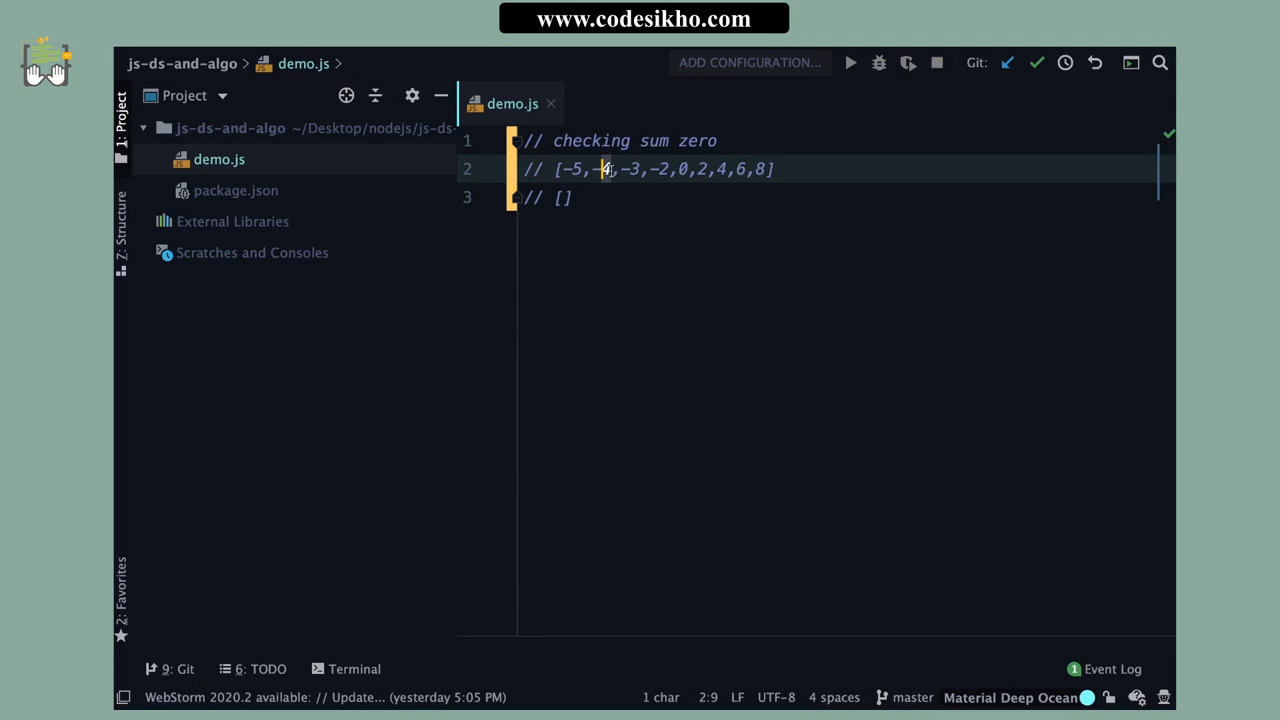 www.codesikho.com
js-ds-and-algo > demo.js >
ADD CONFIGURATION...
Git:
Project
demo.js
1: Project
js-ds-and-algo ~/Desktop/nodejs/js-ds-
demo.js
package.json
External Libraries
Scratches and Consoles
Z: Structure
2: Favorites
1 // checking sum zero
2 // [-5,-4,-3,-2,0,2,4,6,8]
3 // []
9: Git
6: TODO
Terminal
1 Event Log
WebStorm 2020.2 available: // Update... (yesterday 5:05 PM)
1 char 2:9 LF UTF-8 4 spaces master Material Deep Ocean